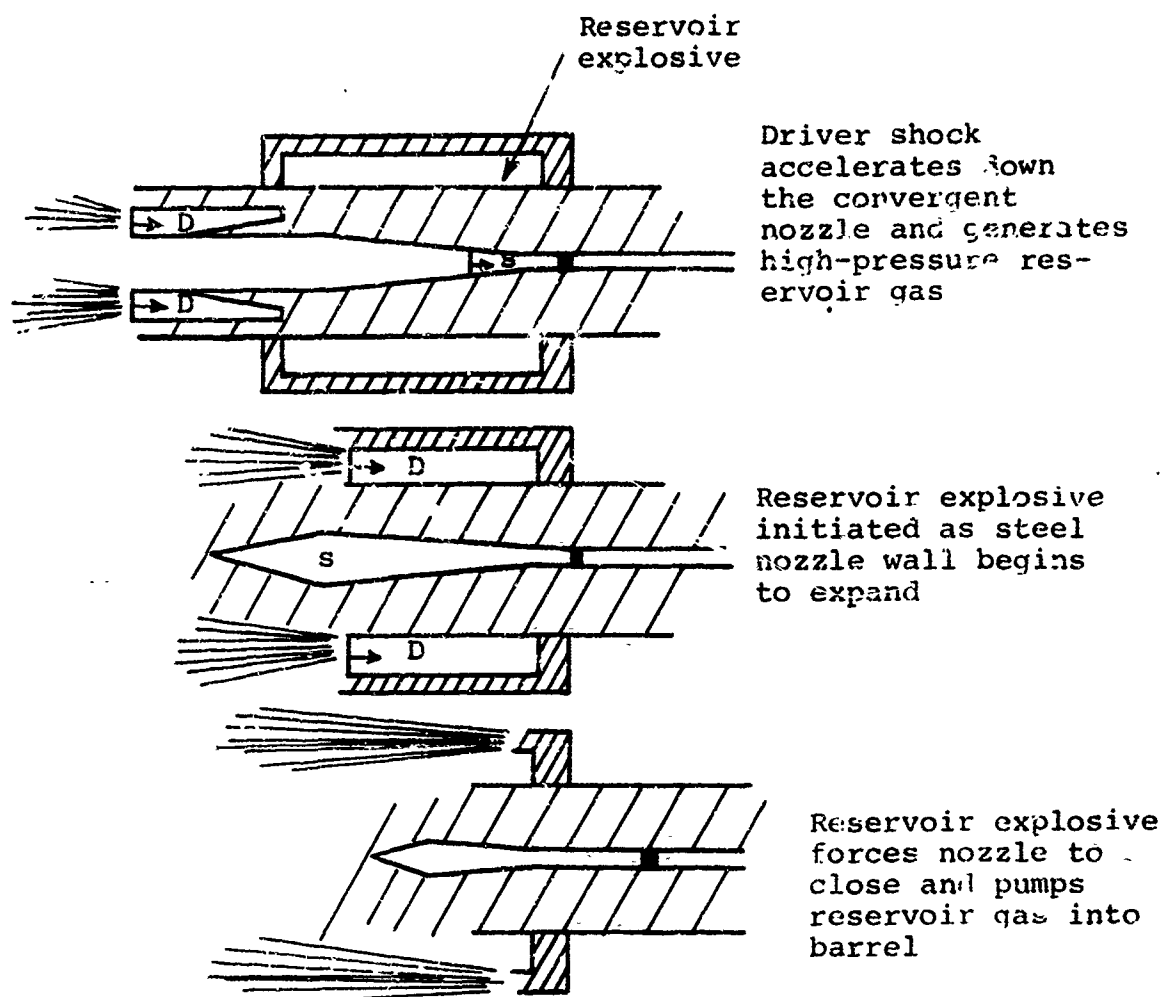 Reservoir
explosive
Driver shock
accelerates down
the convergent
nozzle and generates
high-pressure res-
ervoir gas
D
s
D
D
Reservoir explosive
initiated as steel
nozzle wall begins
to expand
s
D
Reservoir explosive
forces nozzle to
close and pumps
reservoir gas into
barrel